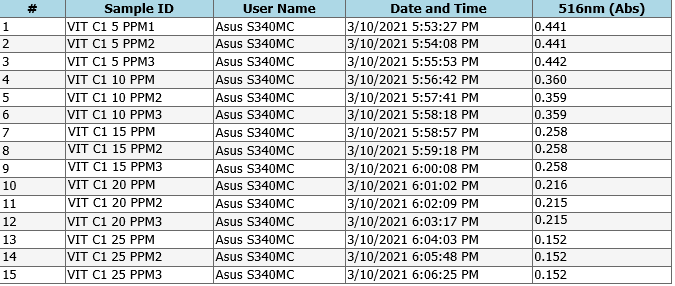 # Sample ID User Name Date and Time 516nm (Abs)
1 VIT C1 5 PPM1 Asus S340MC 3/10/2021 5:53:27 PM 0.441
2 VIT C1 5 PPM2 Asus S340MC 3/10/2021 5:54:08 PM 0.441
3 VIT C1 5 PPM3 Asus S340MC 3/10/2021 5:55:53 PM 0.442
4 VIT C1 10 PPM Asus S340MC 3/10/2021 5:56:42 PM 0.360
5 VIT C1 10 PPM2 Asus S340MC 3/10/2021 5:57:41 PM 0.359
6 VIT C1 10 PPM3 Asus S340MC 3/10/2021 5:58:18 PM 0.359
7 VIT C1 15 PPM Asus S340MC 3/10/2021 5:58:57 PM 0.258
8 VIT C1 15 PPM2 Asus S340MC 3/10/2021 5:59:18 PM 0.258
9 VIT C1 15 PPM3 Asus S340MC 3/10/2021 6:00:08 PM 0.258
10 VIT C1 20 PPM Asus S340MC 3/10/2021 6:01:02 PM 0.216
11 VIT C1 20 PPM2 Asus S340MC 3/10/2021 6:02:09 PM 0.215
12 VIT C1 20 PPM3 Asus S340MC 3/10/2021 6:03:17 PM 0.215
13 VIT C1 25 PPM Asus S340MC 3/10/2021 6:04:03 PM 0.152
14 VIT C1 25 PPM2 Asus S340MC 3/10/2021 6:05:48 PM 0.152
15 VIT C1 25 PPM3 Asus S340MC 3/10/2021 6:06:25 PM 0.152